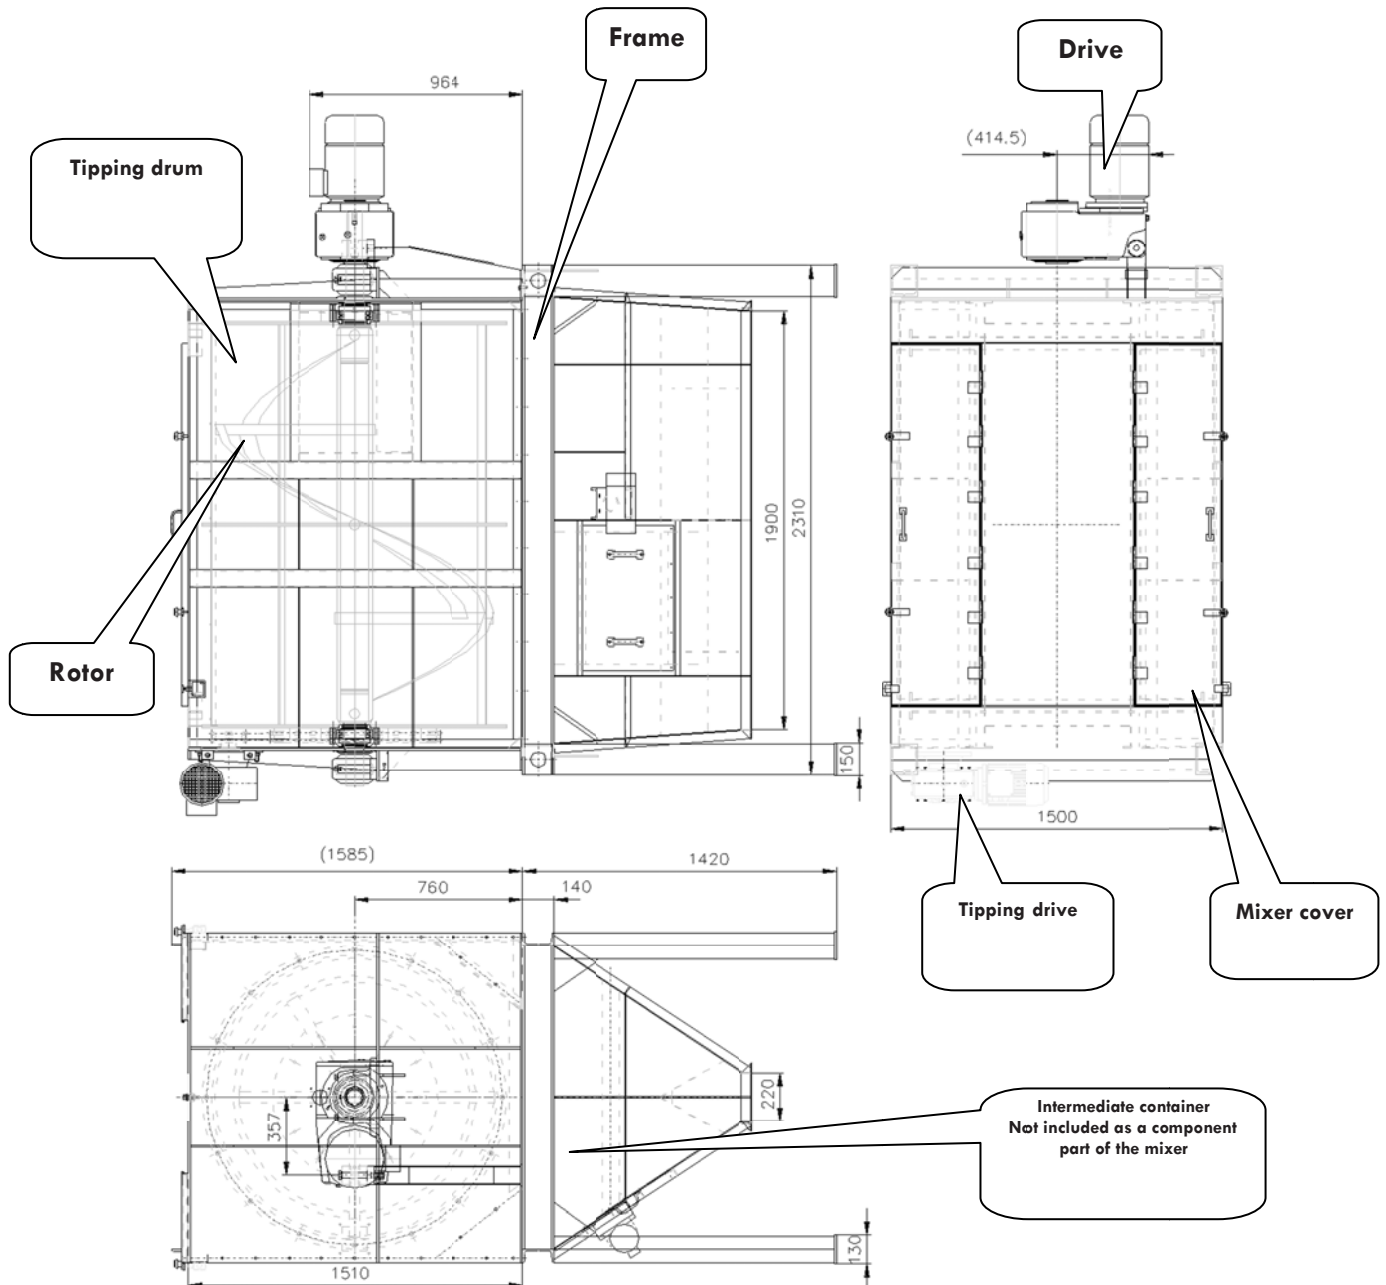 Frame
Drive
964
(414.5)
Tipping drum
1900
2310
Rotor
150
1500
(1585)
1420
760
140
Tipping drive
Mixer cover
357
220
Intermediate container
Not included as a component
part of the mixer
130
1510